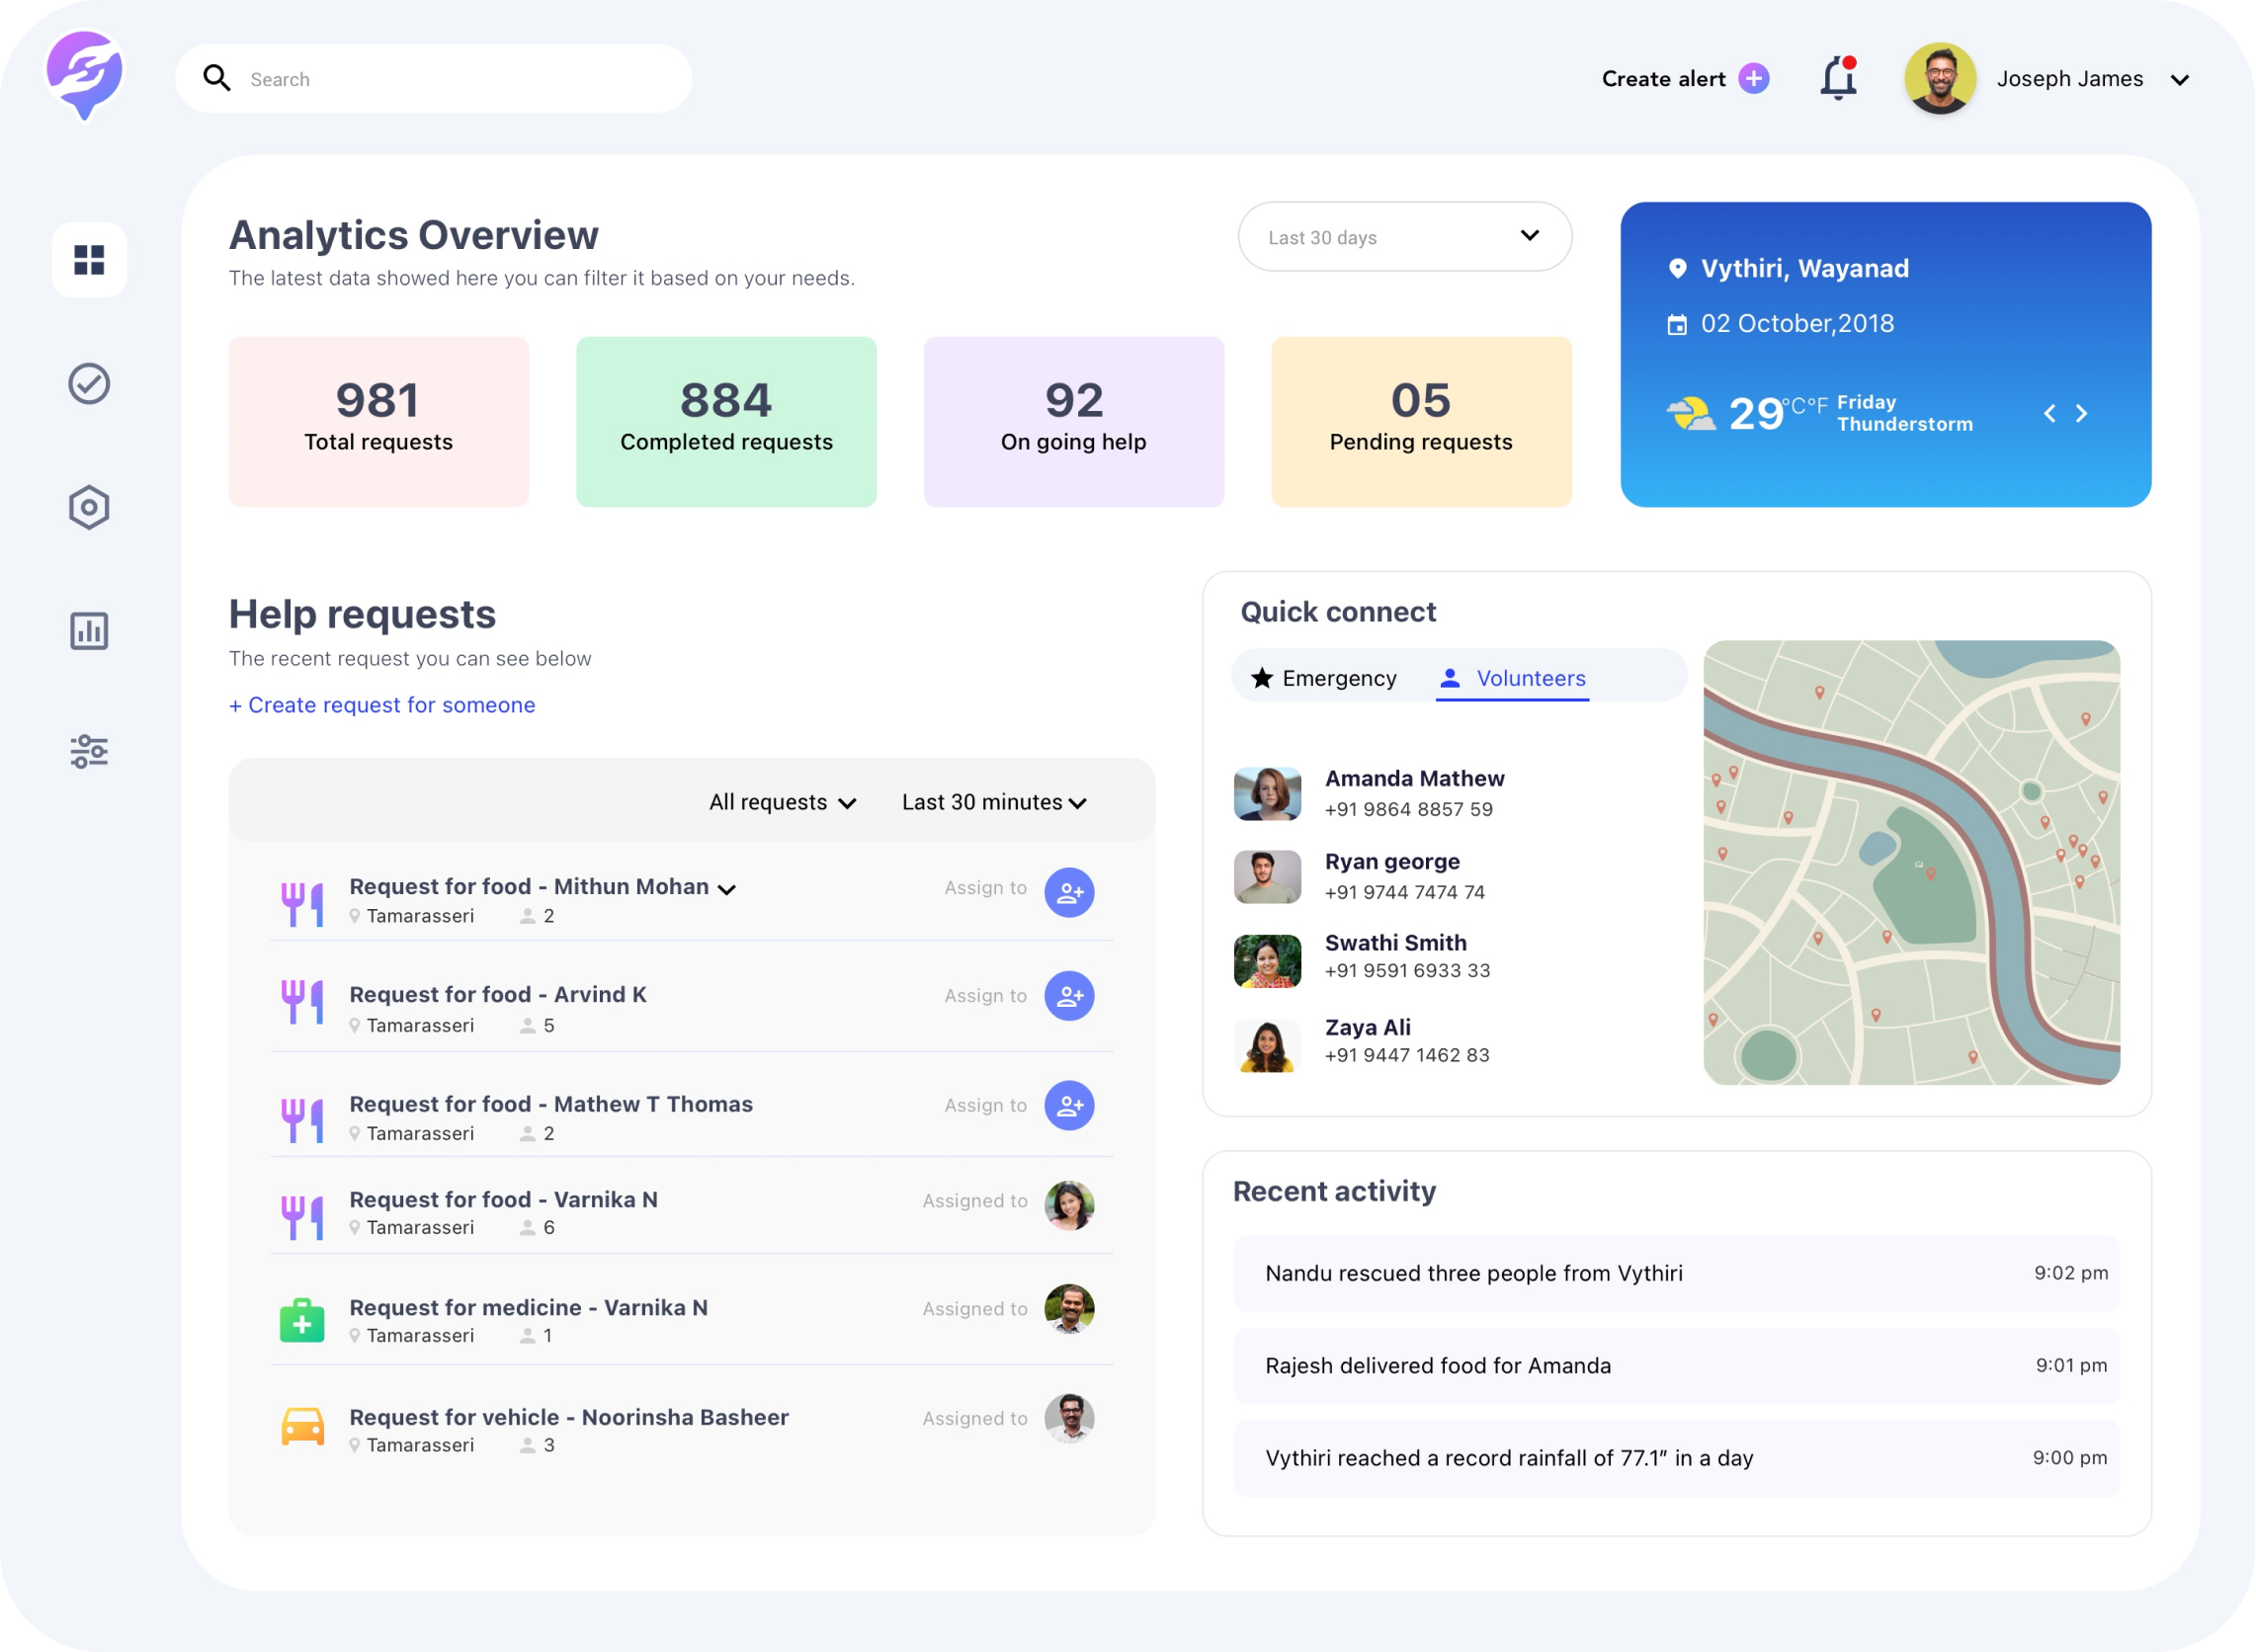 Search
Create alert
Joseph James
Analytics Overview
The latest data showed here you can filter it based on your needs.
Last 30 days
981
Total requests
884
Completed requests
92
On going help
05
Pending requests
Vythiri, Wayanad
02 October,2018
29°C°F
Friday
Thunderstorm
Help requests
The recent request you can see below
+ Create request for someone
All requests
Last 30 minutes
Request for food - Mithun Mohan
Tamarasseri 2
Assign to
Request for food - Arvind K
Tamarasseri 5
Assign to
Request for food - Mathew T Thomas
Tamarasseri 2
Assign to
Request for food - Varnika N
Tamarasseri 6
Assigned to
Request for medicine - Varnika N
Tamarasseri 1
Assigned to
Request for vehicle - Noorinsha Basheer
Tamarasseri 3
Assigned to
Quick connect
Emergency
Volunteers
Amanda Mathew
+91 9864 8857 59
Ryan george
+91 9744 7474 74
Swathi Smith
+91 9591 6933 33
Zaya Ali
+91 9447 1462 83
Recent activity
Nandu rescued three people from Vythiri 9:02 pm
Rajesh delivered food for Amanda 9:01 pm
Vythiri reached a record rainfall of 77.1” in a day 9:00 pm